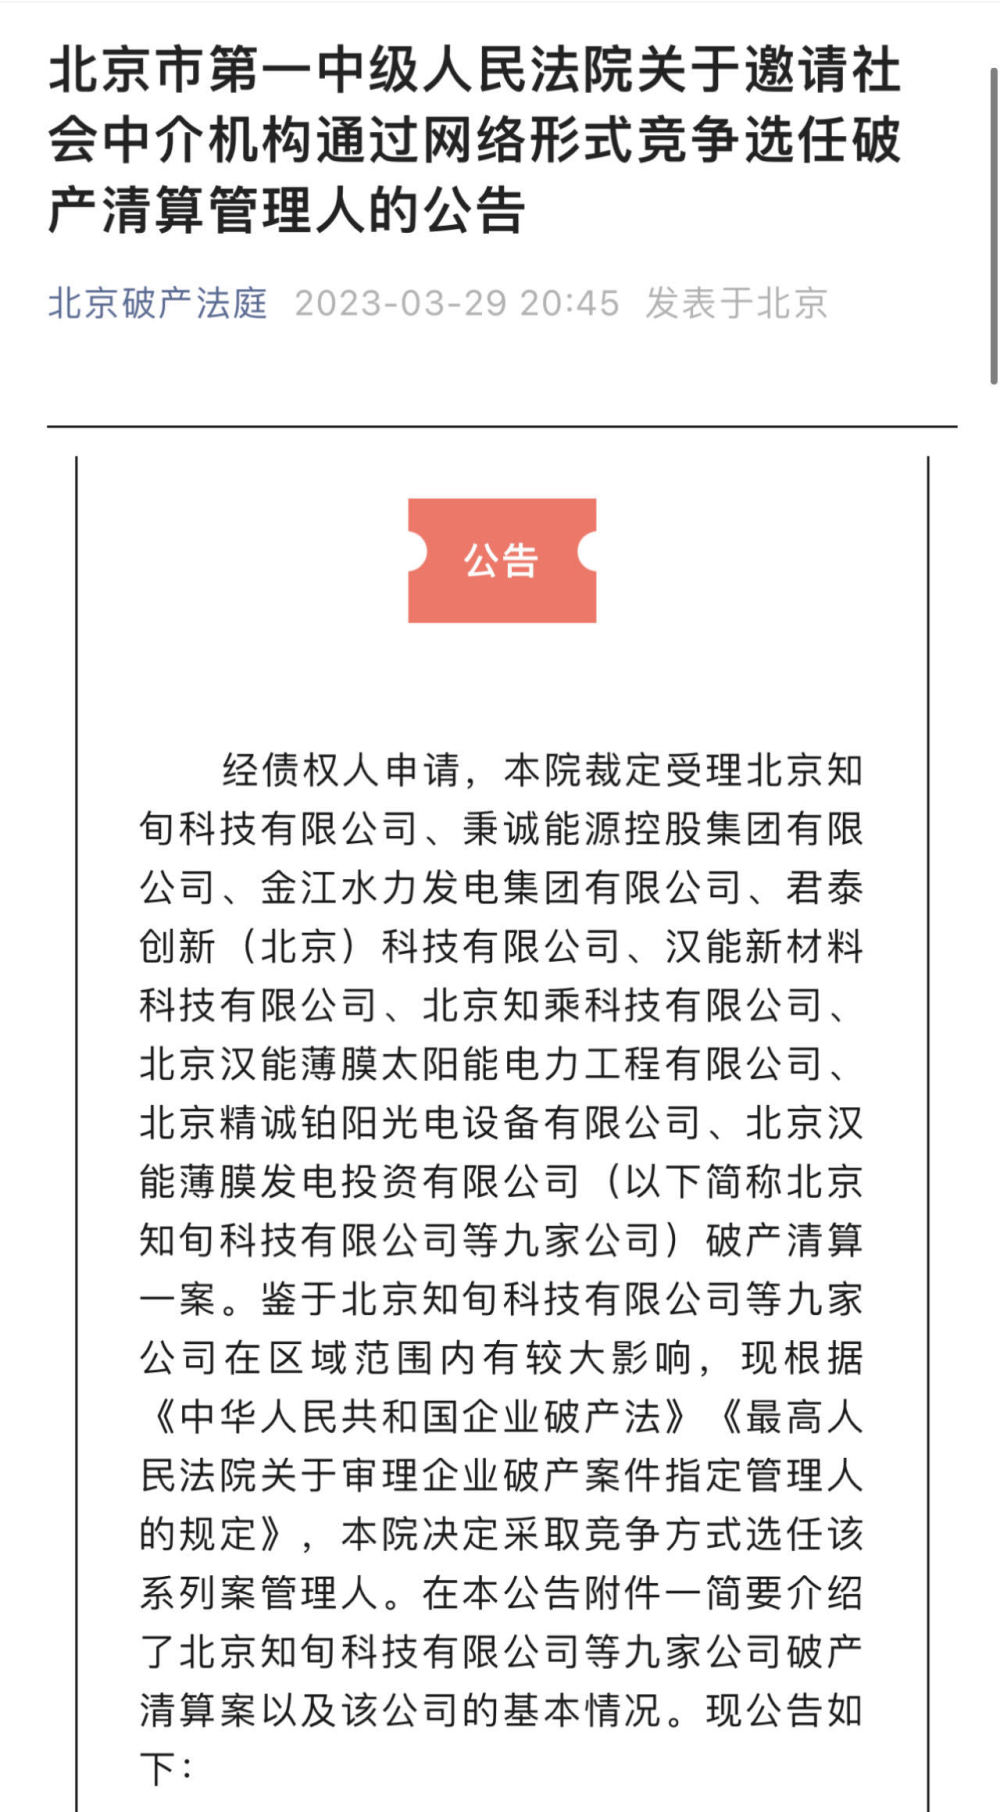 北京市第一中级人民法院关于邀请社
会中介机构通过网络形式竞争选任破
产清算管理人的公告
北京破产法庭 2023-03-29 20:45 发表于北京
公告
经债权人申请，本院裁定受理北京知
旬科技有限公司、秉诚能源控股集团有限
公司、金江水力发电集团有限公司、君泰
创新（北京）科技有限公司、汉能新材料
科技有限公司、北京知乘科技有限公司、
北京汉能薄膜太阳能电力工程有限公司、
北京精诚铂阳光电设备有限公司、北京汉
能薄膜发电投资有限公司（以下简称北京
知旬科技有限公司等九家公司）破产清算
一案。鉴于北京知旬科技有限公司等九家
公司在区域范围内有较大影响，现根据
《中华人民共和国企业破产法》《最高人
民法院关于审理企业破产案件指定管理人
的规定》，本院决定采取竞争方式选任该
系列案管理人。在本公告附件一简要介绍
了北京知旬科技有限公司等九家公司破产
清算案以及该公司的基本情况。现公告如
下：